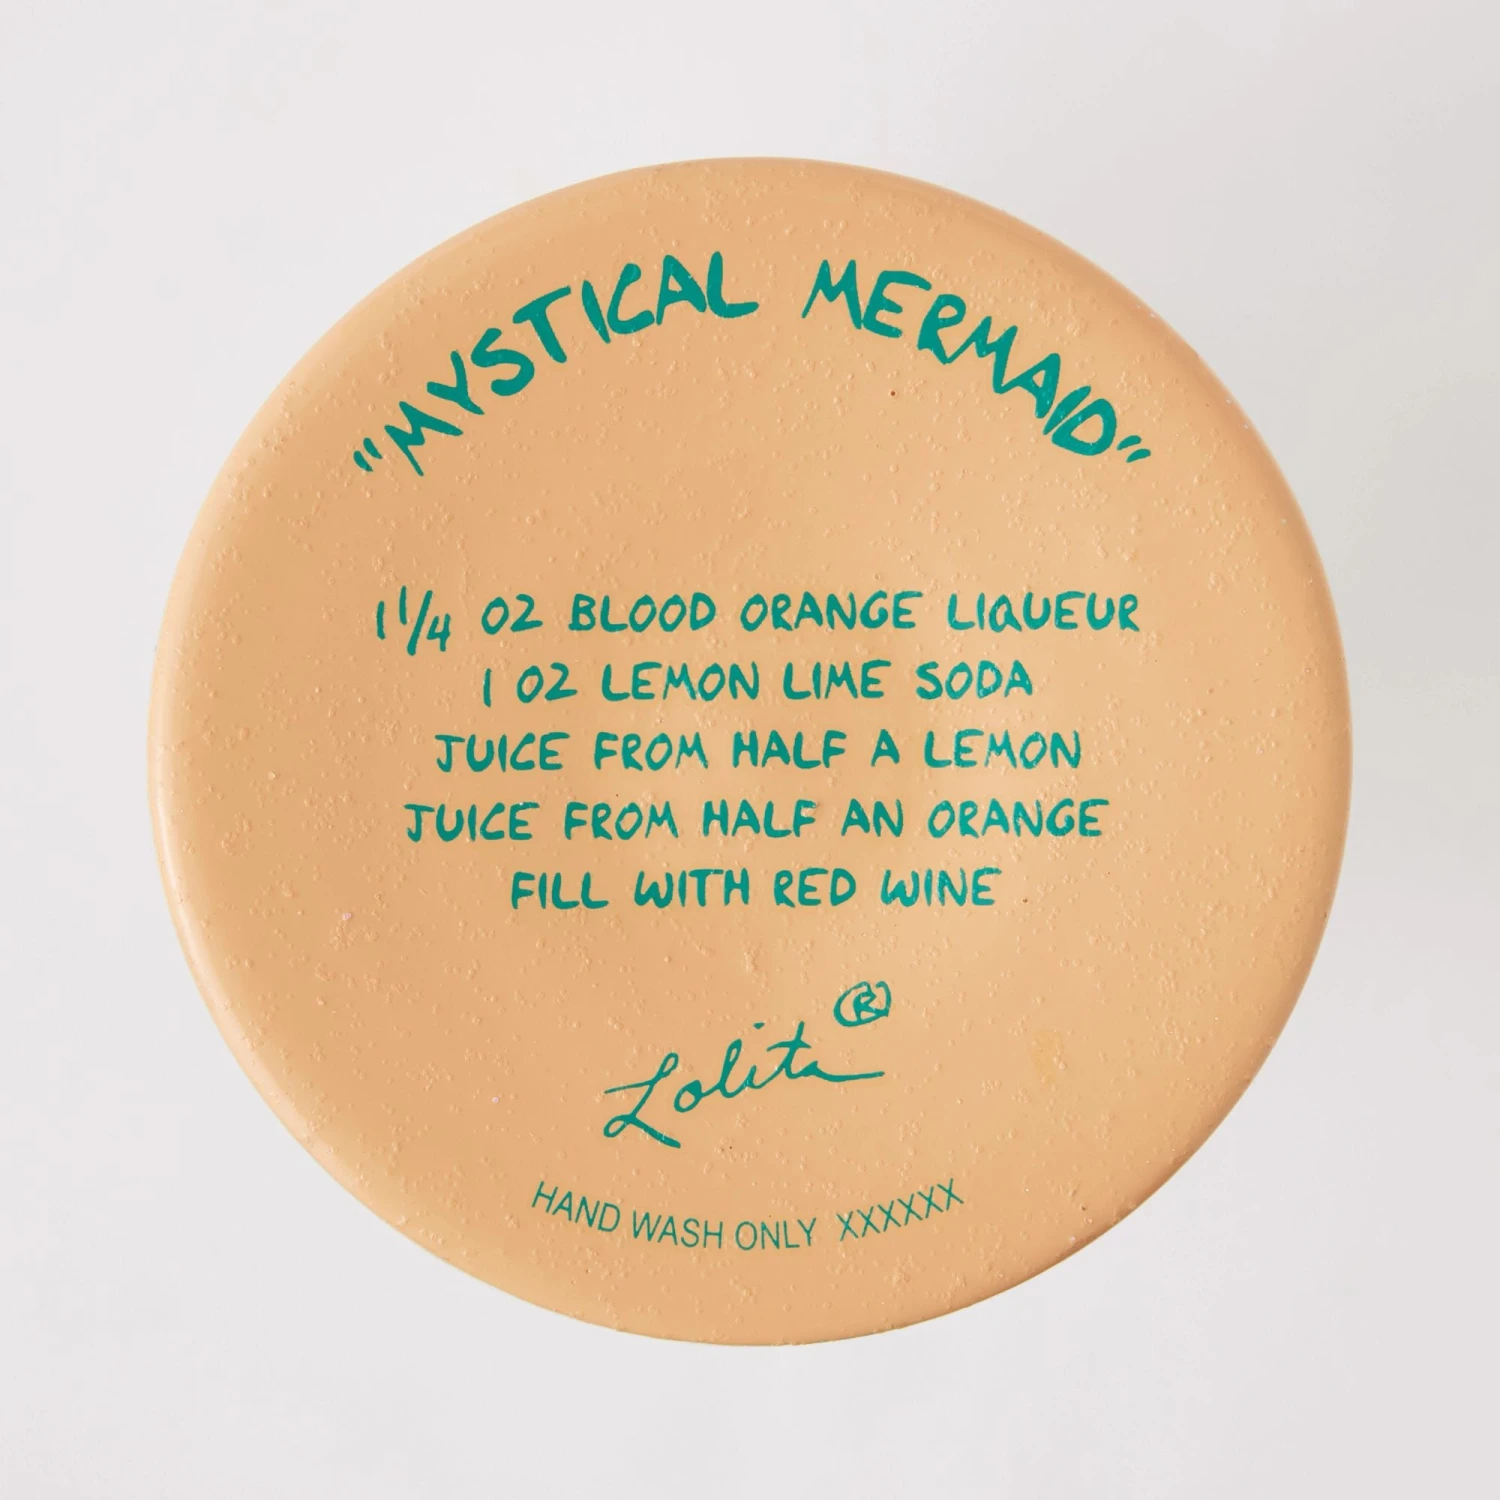 "MYSTICAL MERMAID"
1 1/4 OZ BLOOD ORANGE LIQUEUR
1 OZ LEMON LIME SODA
JUICE FROM HALF A LEMON
JUICE FROM HALF AN ORANGE
FILL WITH RED WINE
Lolita®
HAND WASH ONLY XXXXXX